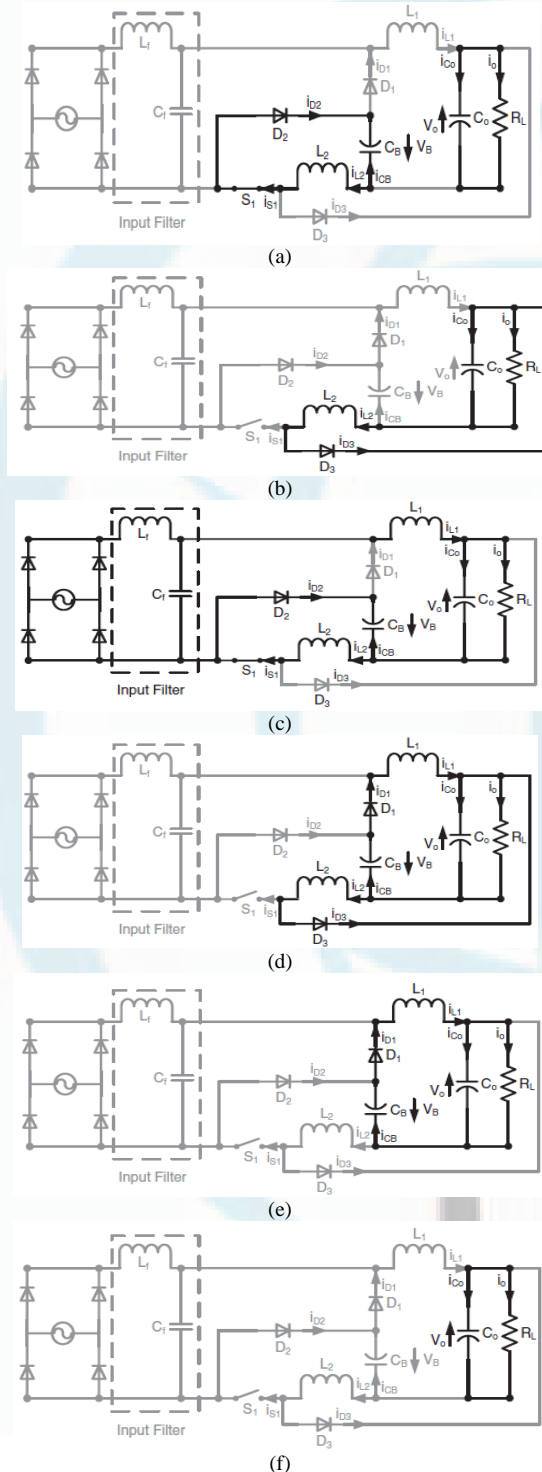 L1
Lf
iL1
iD1
iCo
io
D1
iD2
Cf
Co
RL
D2
Vo
CB VB
L2
iL2
iCB
S1 iS1
iD3
Input Filter
D3
(a)
L1
Lf
iL1
iD1
iCo
io
D1
iD2
Cf
Co
RL
D2
Vo
CB VB
L2
iL2
iCB
S1 iS1
iD3
Input Filter
D3
(b)
L1
Lf
iL1
iD1
iCo
io
D1
iD2
Cf
Co
RL
D2
Vo
CB VB
L2
iL2
iCB
S1 iS1
iD3
Input Filter
D3
(c)
L1
Lf
iL1
iD1
iCo
io
D1
iD2
Cf
Co
RL
D2
Vo
CB VB
L2
iL2
iCB
S1 iS1
iD3
Input Filter
D3
(d)
L1
Lf
iL1
iD1
iCo
io
D1
iD2
Cf
Co
RL
D2
Vo
CB VB
L2
iL2
iCB
S1 iS1
iD3
Input Filter
D3
(e)
L1
Lf
iL1
iD1
iCo
io
D1
iD2
Cf
Co
RL
D2
Vo
CB VB
L2
iL2
iCB
S1 iS1
iD3
Input Filter
D3
(f)